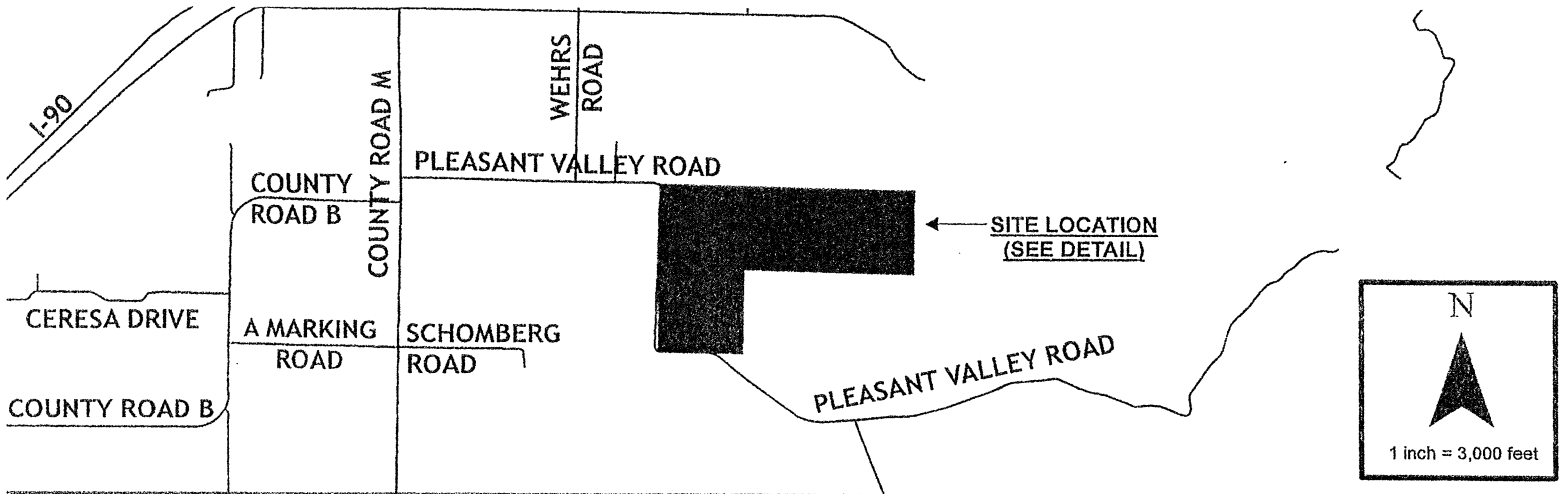 I-90
COUNTY ROAD M
WEHRS
ROAD
PLEASANT VALLEY ROAD
COUNTY
ROAD B
SITE LOCATION
(SEE DETAIL)
CERESA DRIVE
A MARKING
ROAD
SCHOMBERG
ROAD
PLEASANT VALLEY ROAD
COUNTY ROAD B
N
1 inch = 3,000 feet